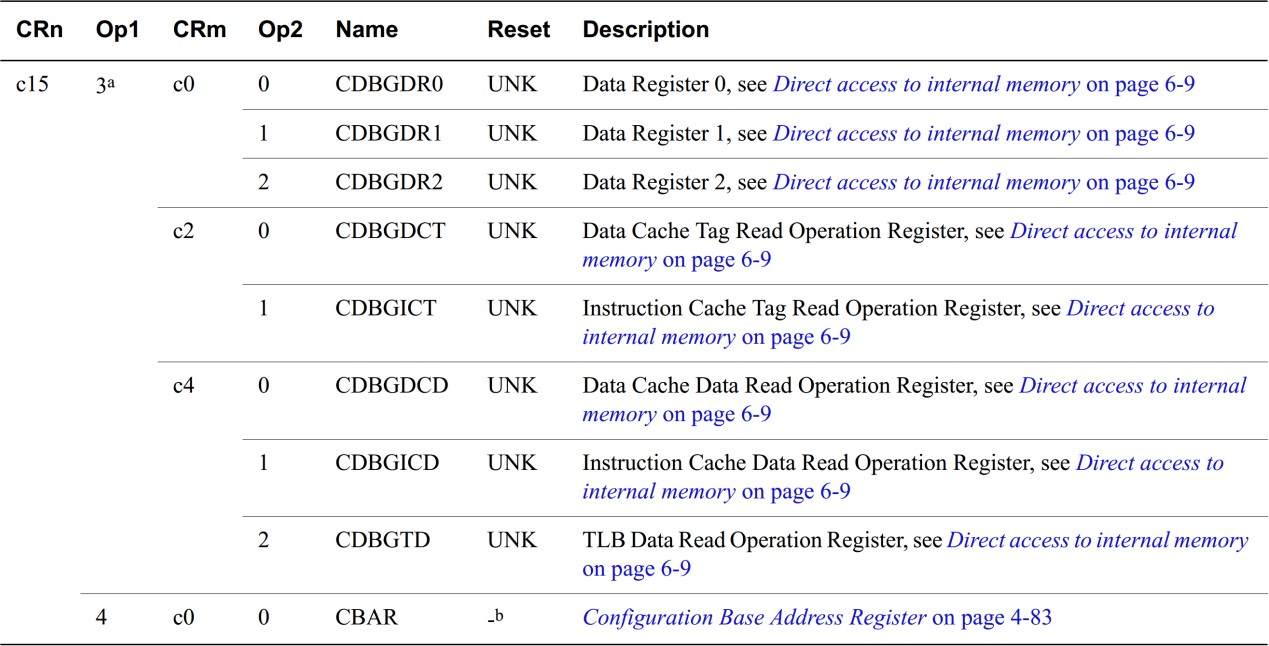 CRn Op1 CRm Op2 Name Reset Description
c15 3a c0 0 CDBGDR0 UNK Data Register 0, see Direct access to internal memory on page 6-9
1 CDBGDR1 UNK Data Register 1, see Direct access to internal memory on page 6-9
2 CDBGDR2 UNK Data Register 2, see Direct access to internal memory on page 6-9
c2 0 CDBGDCT UNK Data Cache Tag Read Operation Register, see Direct access to internal
memory on page 6-9
1 CDBGICT UNK Instruction Cache Tag Read Operation Register, see Direct access to
internal memory on page 6-9
c4 0 CDBGDCD UNK Data Cache Data Read Operation Register, see Direct access to internal
memory on page 6-9
1 CDBGICD UNK Instruction Cache Data Read Operation Register, see Direct access to
internal memory on page 6-9
2 CDBGTD UNK TLB Data Read Operation Register, see Direct access to internal memory
on page 6-9
4 c0 0 CBAR -b Configuration Base Address Register on page 4-83